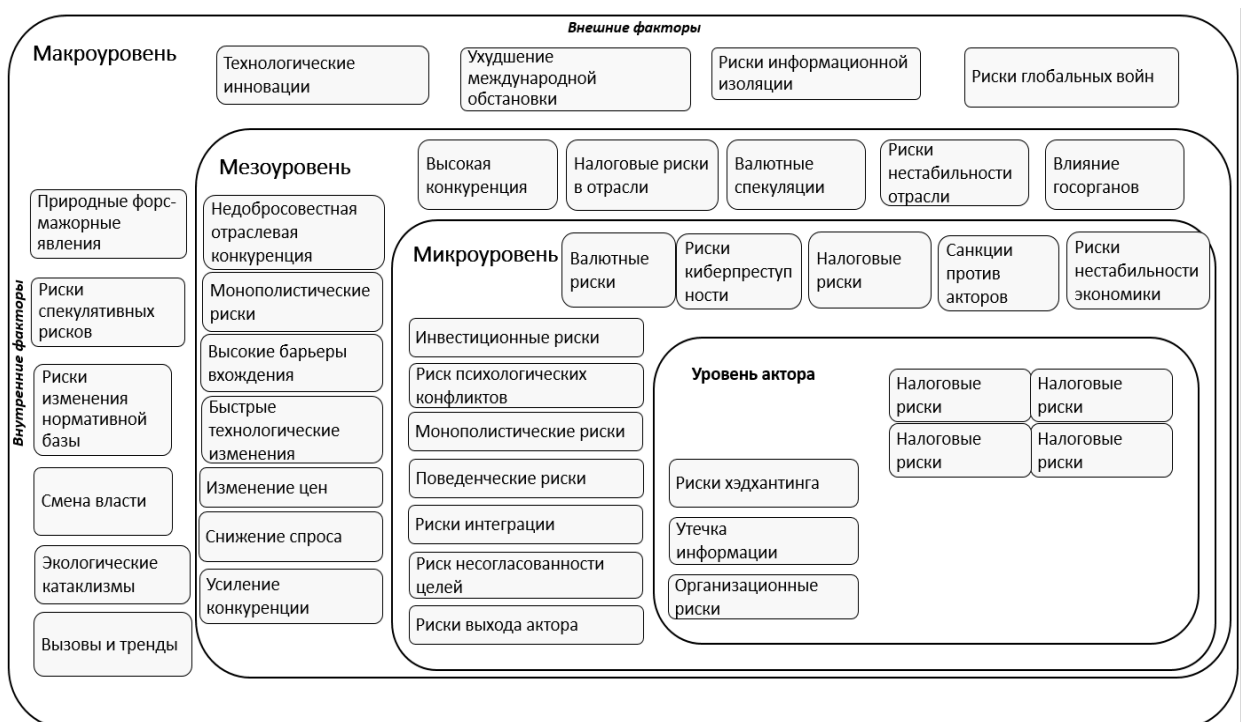 Внешние факторы
Макроуровень
Технологические
инновации
Ухудшение
международной
обстановки
Риски информационной
изоляции
Риски глобальных войн
Внутренние факторы
Природные форс-
мажорные
явления
Риски
спекулятивных
рисков
Риски
изменения
нормативной
базы
Смена власти
Экологические
катаклизмы
Вызовы и тренды
Мезоуровень
Высокая
конкуренция
Налоговые риски
в отрасли
Валютные
спекуляции
Риски
нестабильности
отрасли
Влияние
госорганов
Недобросовестная
отраслевая
конкуренция
Монополистические
риски
Высокие барьеры
вхождения
Быстрые
технологические
изменения
Изменение цен
Снижение спроса
Усиление
конкуренции
Микроуровень
Валютные
риски
Риски
киберпреступ
ности
Налоговые
риски
Санкции
против
акторов
Риски
нестабильности
экономики
Инвестиционные риски
Риск психологических
конфликтов
Монополистические риски
Поведенческие риски
Риски интеграции
Риск несогласованности
целей
Риски выхода актора
Уровень актора
Налоговые
риски
Налоговые
риски
Налоговые
риски
Налоговые
риски
Риски хэдхантинга
Утечка
информации
Организационные
риски